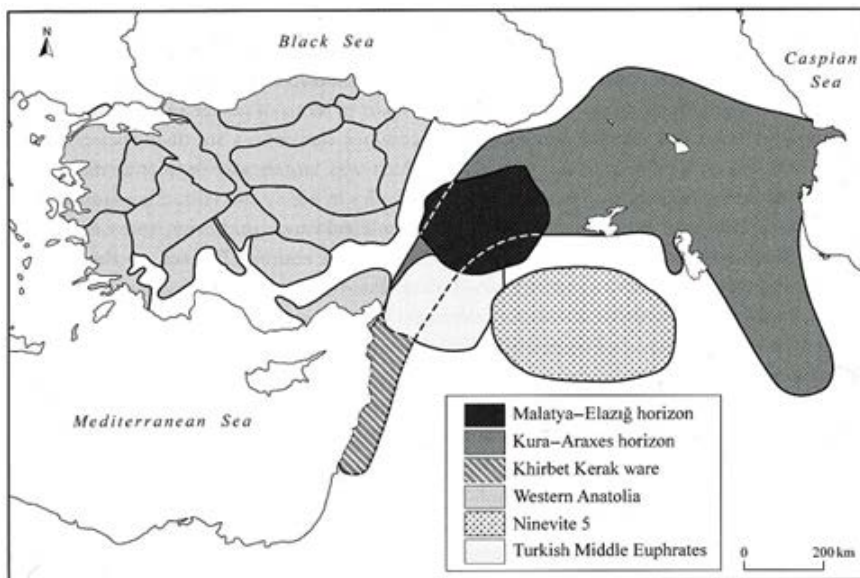 N
Black Sea
Caspian
Sea
Mediterranean Sea
Malatya–Elazığ horizon
Kura–Araxes horizon
Khirbet Kerak ware
Western Anatolia
Ninevite 5
Turkish Middle Euphrates
0 200 km